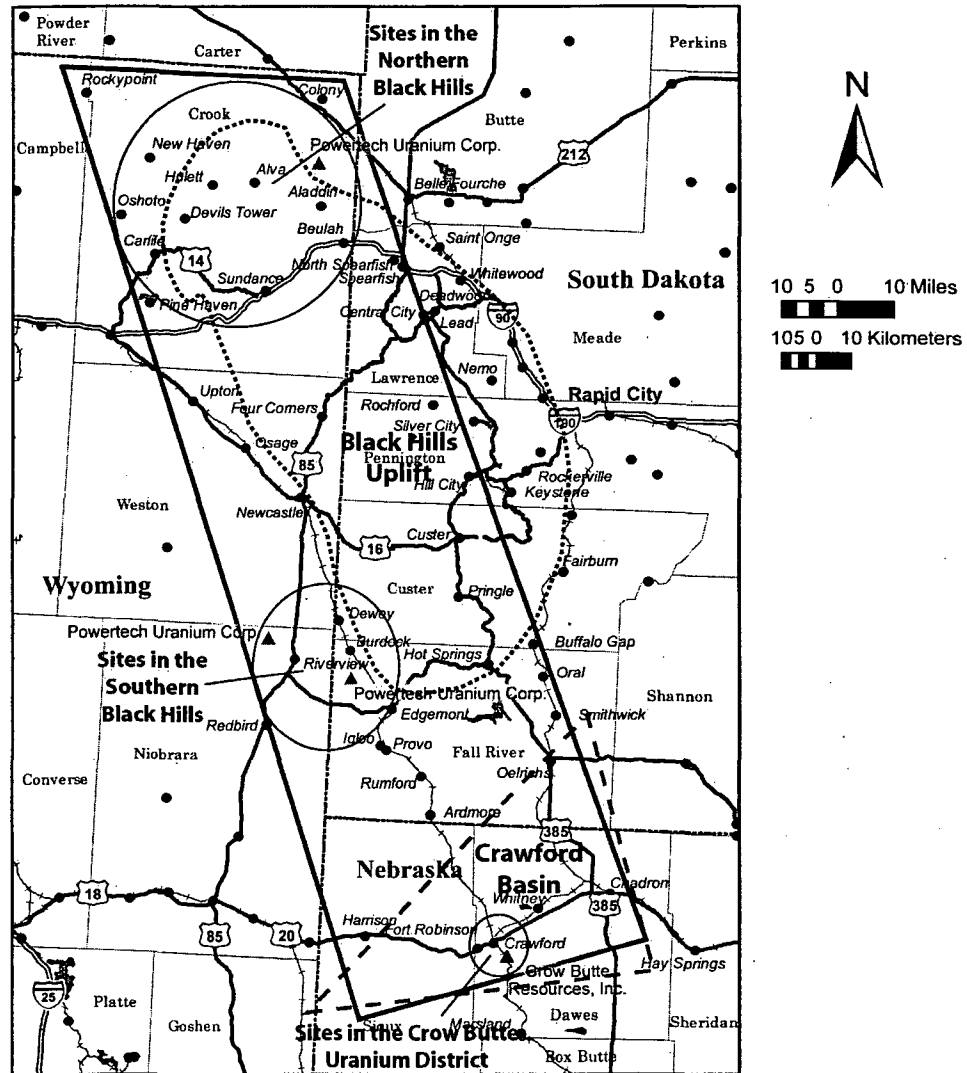 Powder
River
Carter
Sites in the
Northern
Black Hills
Perkins
N
Rockypoint
Colony
Crook
Butte
Campbell
New Haven
Powertech Uranium Corp.
212
Hulett
Alva
Belle Fourche
Oshoto
Aladdin
Devils Tower
Carlile
Beulah
Saint Onge
14
North Spearfish
Spearfish
Whitewood
South Dakota
Sundance
10 5 0 10 Miles
Pine Haven
Deadwood
Central City
Lead
90
Meade
105 0 10 Kilometers
Nemo
Lawrence
Upton
Rochford
Rapid City
Four Corners
Silver City
190
Osage
Black Hills
Uplift
Pennington
85
Hill City
Rockerville
Keystone
Weston
Newcastle
Custer
16
Fairburn
Wyoming
Custer
Pringle
Dewey
Powertech Uranium Corp.
Burdock
Buffalo Gap
Sites in the
Southern
Black Hills
Riverview
Hot Springs
Oral
Powertech Uranium Corp.
Shannon
Edgemont
Smithwick
Redbird
Igloo
Provo
Fall River
Niobrara
Oelrichs
Converse
Rumford
Ardmore
385
Nebraska
Crawford
Basin
Chadron
18
Whitney
385
Harrison
Fort Robinson
85
20
Crawford
Hay Springs
Crow Butte
Resources, Inc.
25
Platte
Goshen
Sioux
Marsland
Dawes
Sheridan
Sites in the Crow Butte
Uranium District
Box Butte